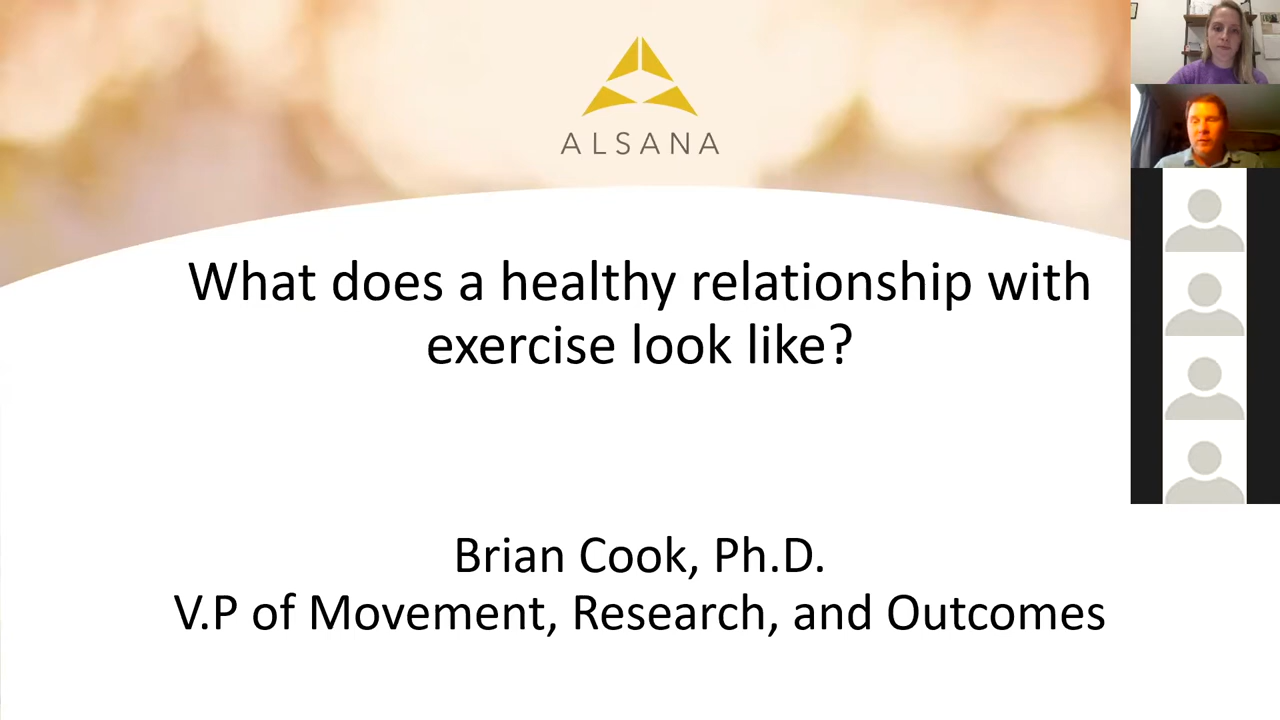 ALSANA
What does a healthy relationship with
exercise look like?
Brian Cook, Ph.D.
V.P of Movement, Research, and Outcomes